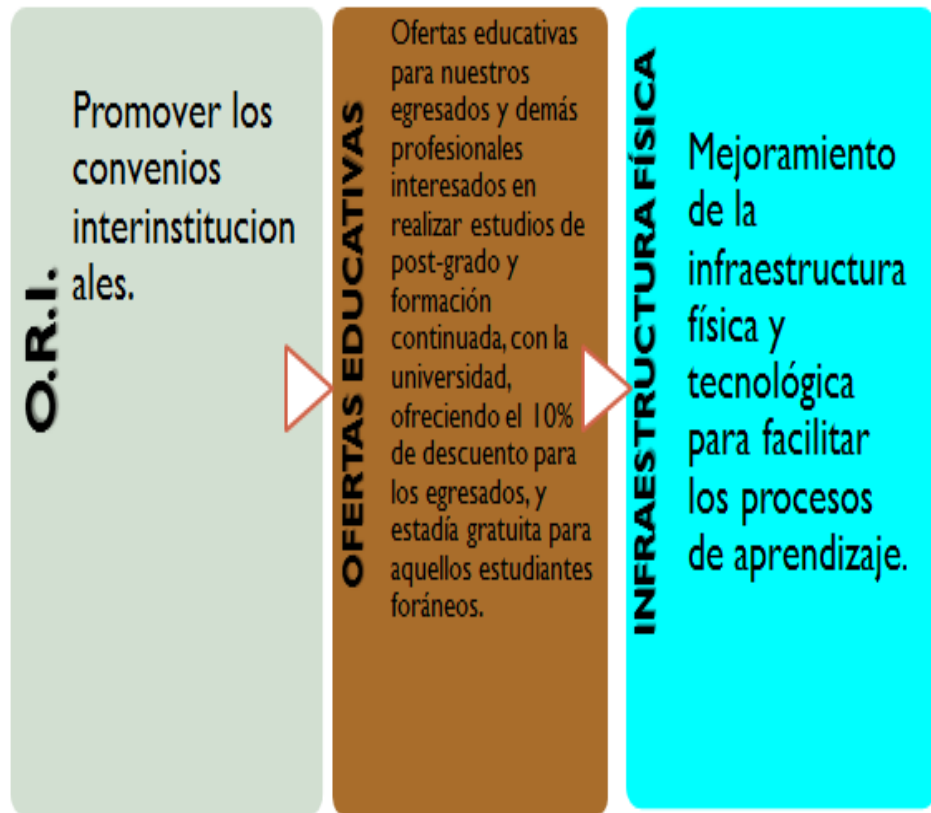 O.R.I.
Promover los
convenios
interinstitucion
ales.
OFERTAS EDUCATIVAS
Ofertas educativas
para nuestros
egresados y demás
profesionales
interesados en
realizar estudios de
post-grado y
formación
continuada, con la
universidad,
ofreciendo el 10%
de descuento para
los egresados, y
estadía gratuita para
aquellos estudiantes
foráneos.
INFRAESTRUCTURA FÍSICA
Mejoramiento
de la
infraestructura
física y
tecnológica
para facilitar
los procesos
de aprendizaje.